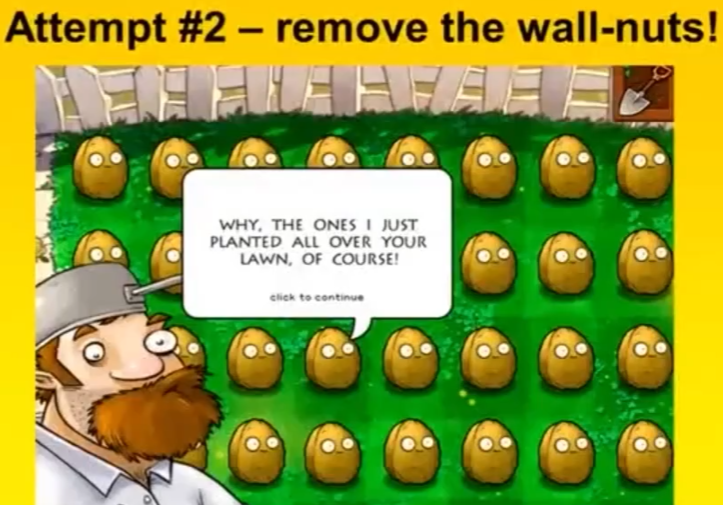 Attempt #2 – remove the wall-nuts!
WHY, THE ONES I JUST
PLANTED ALL OVER YOUR
LAWN, OF COURSE!
click to continue